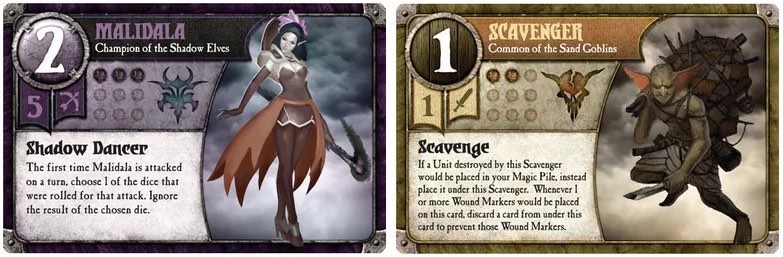 2
MALIDALA
Champion of the Shadow Elves
5
Shadow Dancer
The first time Malidala is attacked
on a turn, choose 1 of the dice that
were rolled for that attack. Ignore
the result of the chosen die.
1
SCAVENGER
Common of the Sand Goblins
1
Scavenge
If a Unit destroyed by this Scavenger
would be placed in your Magic Pile, instead
place it under this Scavenger. Whenever 1
or more Wound Markers would be placed
on this card, discard a card from under this
card to prevent those Wound Markers.